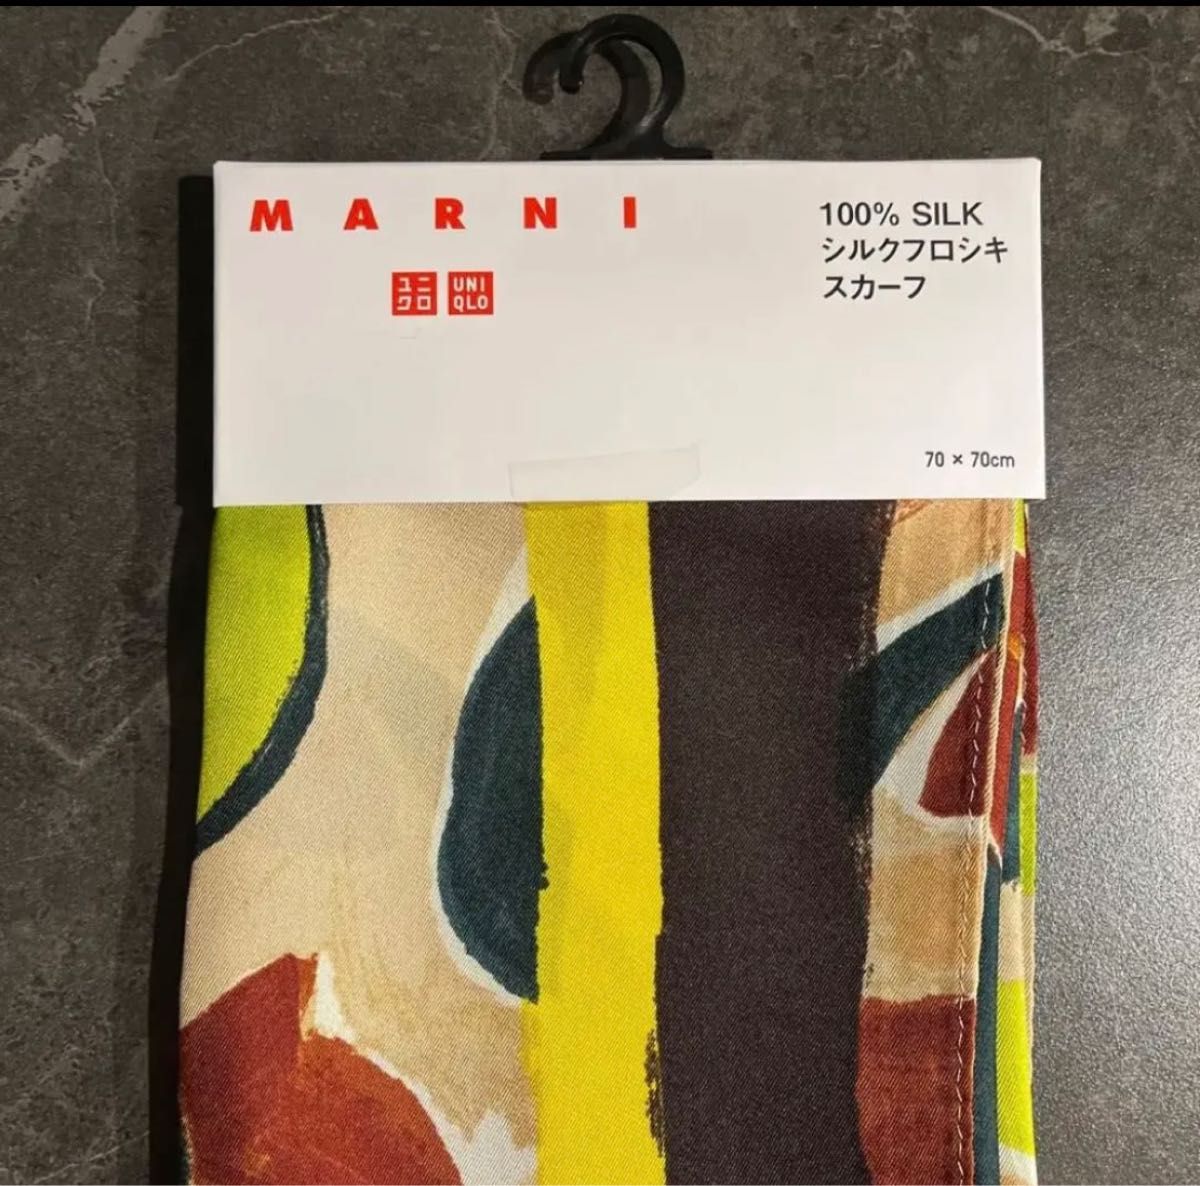 MARNI
ユニ
クロ
UNI
QLO
100% SILK
シルクフロシキ
スカーフ
70 × 70cm